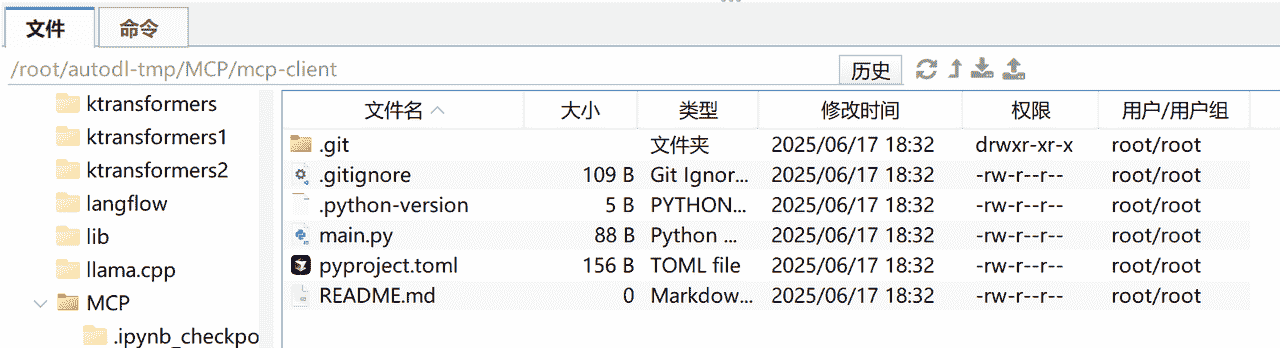 文件 命令
/root/autodl-tmp/MCP/mcp-client 历史
ktransformers
ktransformers1
ktransformers2
langflow
lib
llama.cpp
MCP
.ipynb_checkpo
文件名 大小 类型 修改时间 权限 用户/用户组
.git 文件夹 2025/06/17 18:32 drwxr-xr-x root/root
.gitignore 109 B Git Ignor... 2025/06/17 18:32 -rw-r--r-- root/root
.python-version 5 B PYTHON... 2025/06/17 18:32 -rw-r--r-- root/root
main.py 88 B Python ... 2025/06/17 18:32 -rw-r--r-- root/root
pyproject.toml 156 B TOML file 2025/06/17 18:32 -rw-r--r-- root/root
README.md 0 Markdow... 2025/06/17 18:32 -rw-r--r-- root/root